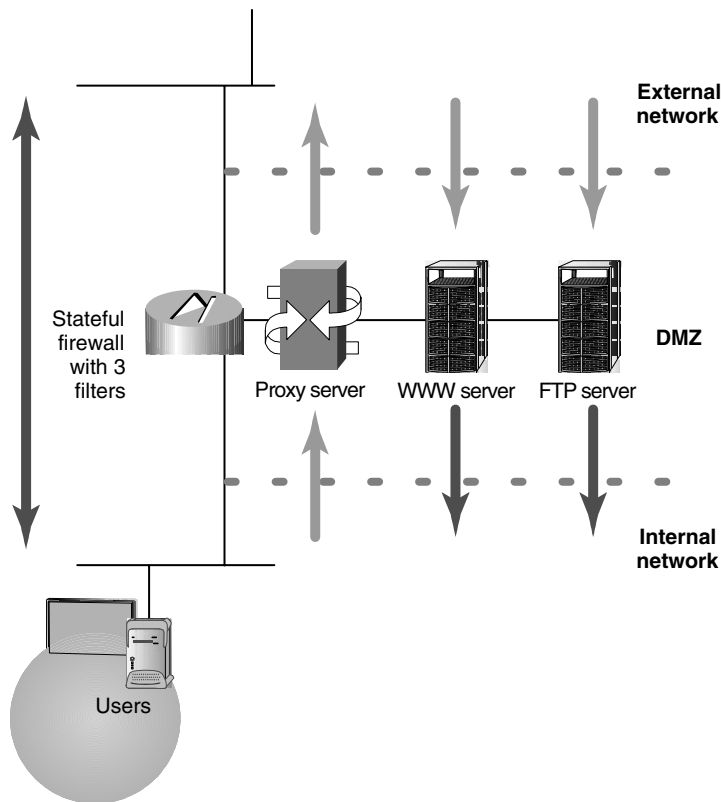 External
network
Stateful
firewall
with 3
filters
DMZ
Proxy server
WWW server
FTP server
Internal
network
Users